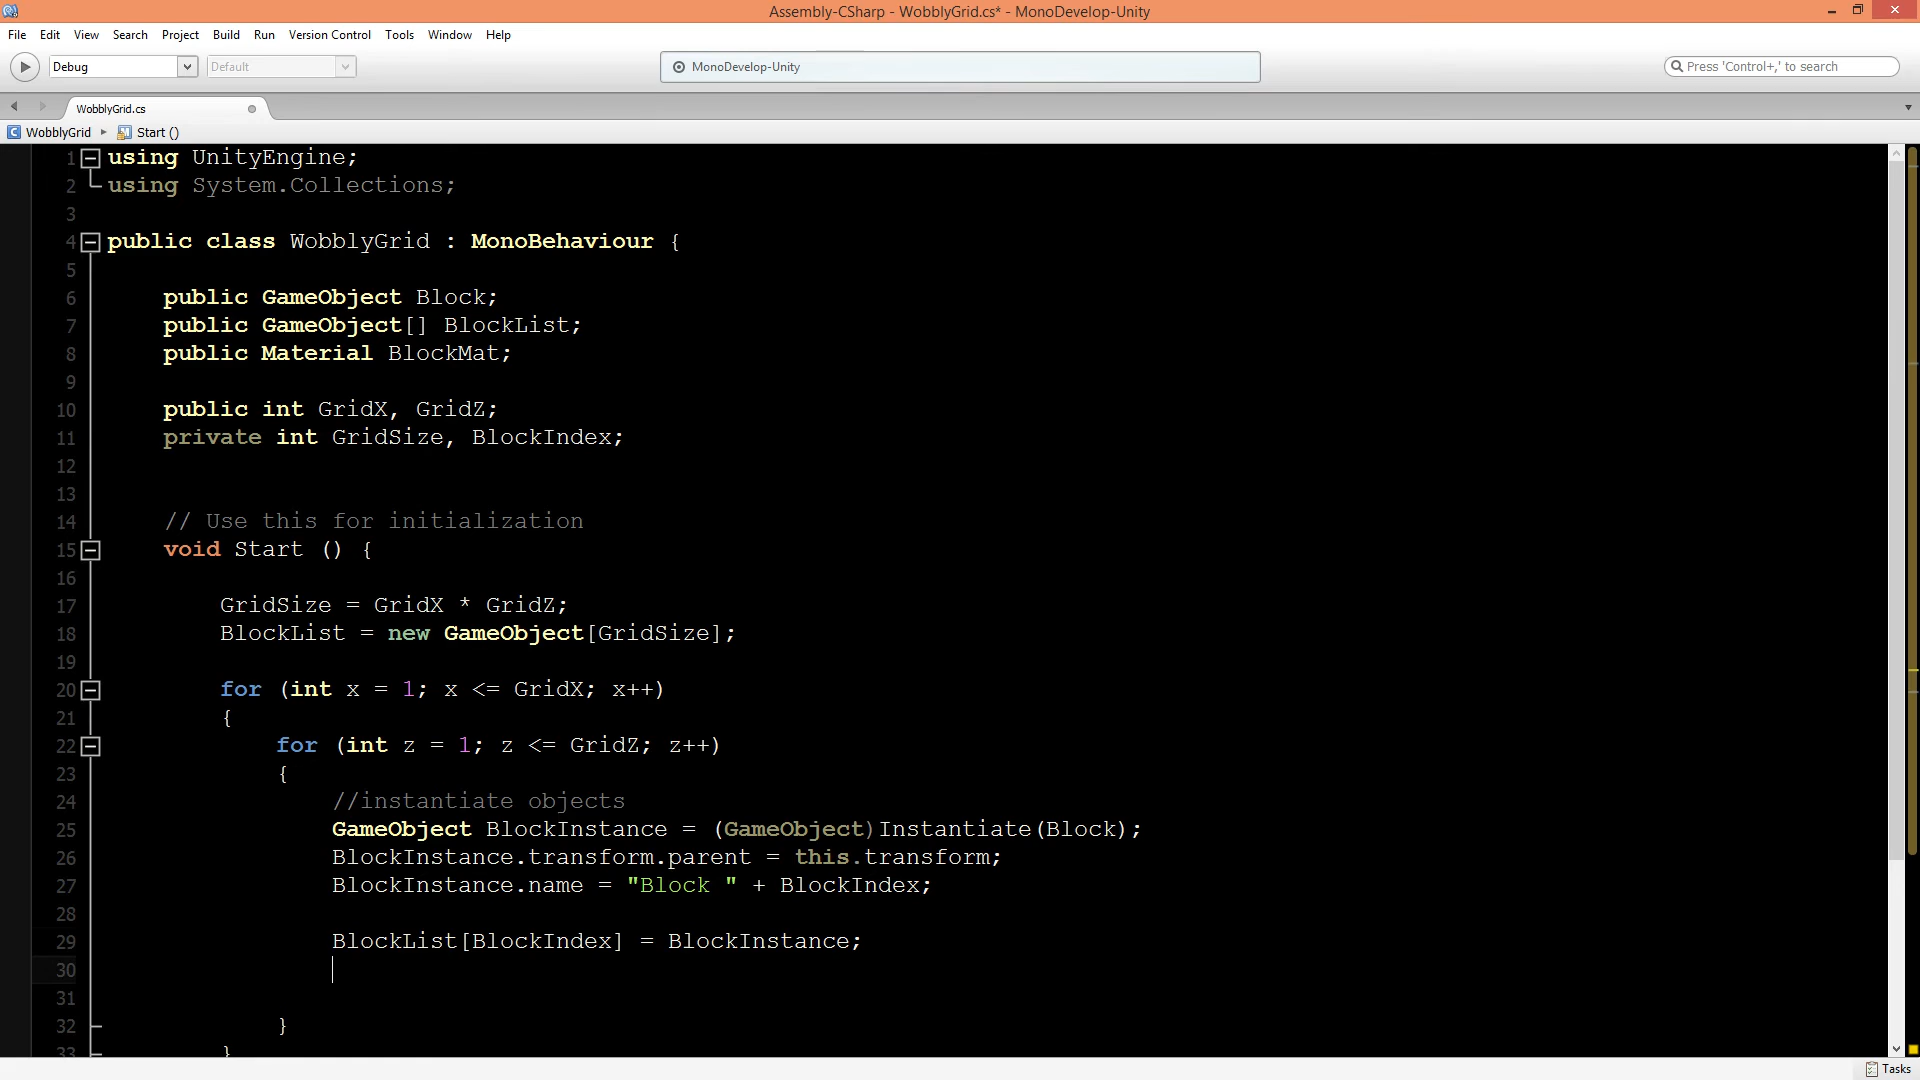 Assembly-CSharp - WobblyGrid.cs* - MonoDevelop-Unity
File Edit View Search Project Build Run Version Control Tools Window Help
Debug Default MonoDevelop-Unity Press 'Control+,' to search
WobblyGrid.cs
WobblyGrid Start ()
1 using UnityEngine;
2 using System.Collections;
3
4 public class WobblyGrid : MonoBehaviour {
5
6 public GameObject Block;
7 public GameObject[] BlockList;
8 public Material BlockMat;
9
10 public int GridX, GridZ;
11 private int GridSize, BlockIndex;
12
13
14 // Use this for initialization
15 void Start () {
16
17 GridSize = GridX * GridZ;
18 BlockList = new GameObject[GridSize];
19
20 for (int x = 1; x <= GridX; x++)
21 {
22 for (int z = 1; z <= GridZ; z++)
23 {
24 //instantiate objects
25 GameObject BlockInstance = (GameObject)Instantiate(Block);
26 BlockInstance.transform.parent = this.transform;
27 BlockInstance.name = "Block " + BlockIndex;
28
29 BlockList[BlockIndex] = BlockInstance;
30
31
32 }
33 }
Tasks